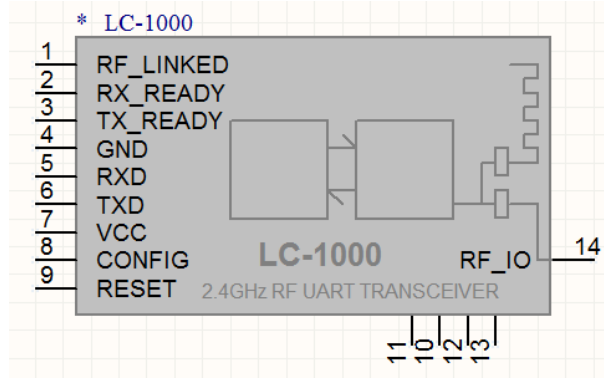 * LC-1000
1 RF_LINKED
2 RX_READY
3 TX_READY
4 GND
5 RXD
6 TXD
7 VCC
8 CONFIG
9 RESET
LC-1000
RF_IO 14
2.4GHz RF UART TRANSCEIVER
11 10 12 13